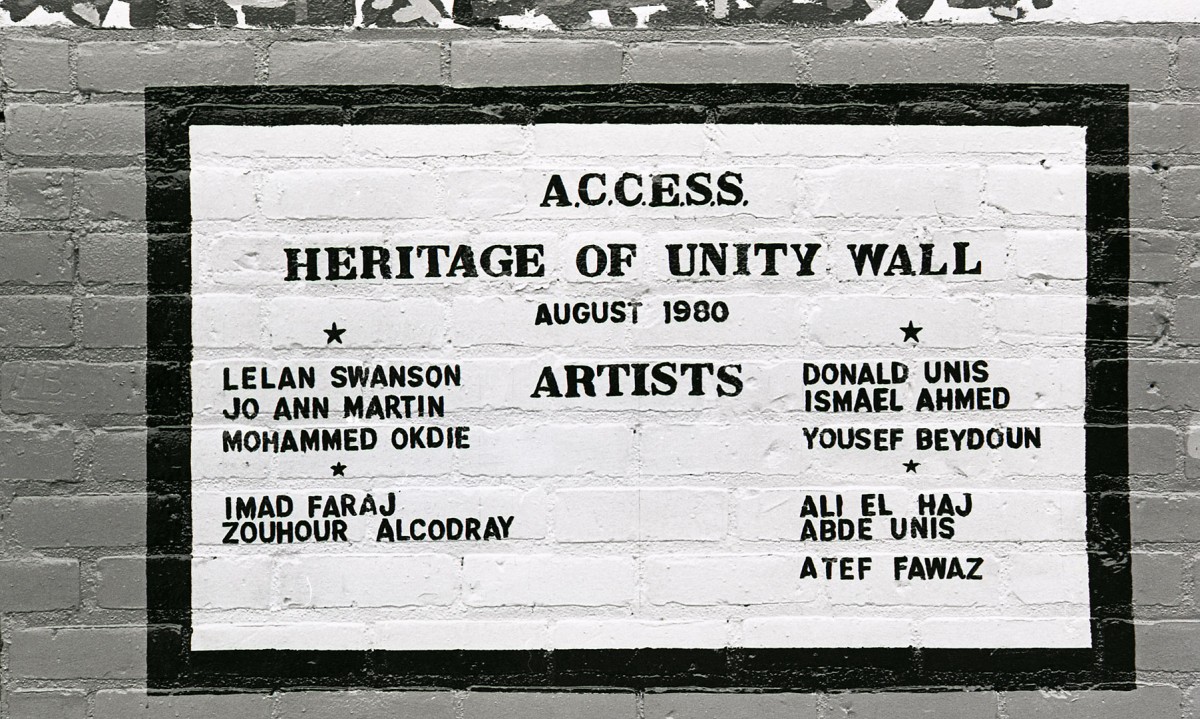 A.C.C.E.S.S.
HERITAGE OF UNITY WALL
AUGUST 1980
ARTISTS
LELAN SWANSON
JO ANN MARTIN
MOHAMMED OKDIE
IMAD FARAJ
ZOUHOUR ALCODRAY
DONALD UNIS
ISMAEL AHMED
YOUSEF BEYDOUN
ALI EL HAJ
ABDE UNIS
ATEF FAWAZ